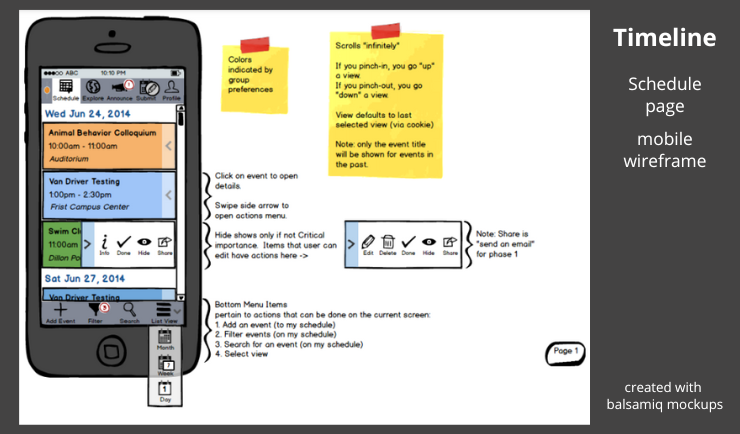 ABC 10:10 PM
Schedule Explore Announce Submit Profile
Wed Jun 24, 2014
Animal Behavior Colloquium
10:00am - 11:00am
Auditorium
Van Driver Testing
1:00pm - 2:30pm
Frist Campus Center
Swim Cl
11:00am
Dillon Po
Info Done Hide Share
Sat Jun 27, 2014
Van Driver Testing
Add Event Filter Search List View
Month
7
Week
1
Day
Colors
indicated by
group
preferences
Scrolls "infinitely"
If you pinch-in, you go "up"
a view.
If you pinch-out, you go
"down" a view.
View defaults to last
selected view (via cookie)
Note: only the event title
will be shown for events in
the past.
Click on event to open
details.
Swipe side arrow to
open actions menu.
Hide shows only if not Critical
importance. Items that user can
edit have actions here ->
Edit Delete Done Hide Share
Note: Share is
"send an email"
for phase 1
Bottom Menu Items
pertain to actions that can be done on the current screen:
1. Add an event (to my schedule)
2. Filter events (on my schedule)
3. Search for an event (on my schedule)
4. Select view
Page 1
Timeline
Schedule
page
mobile
wireframe
created with
balsamiq mockups